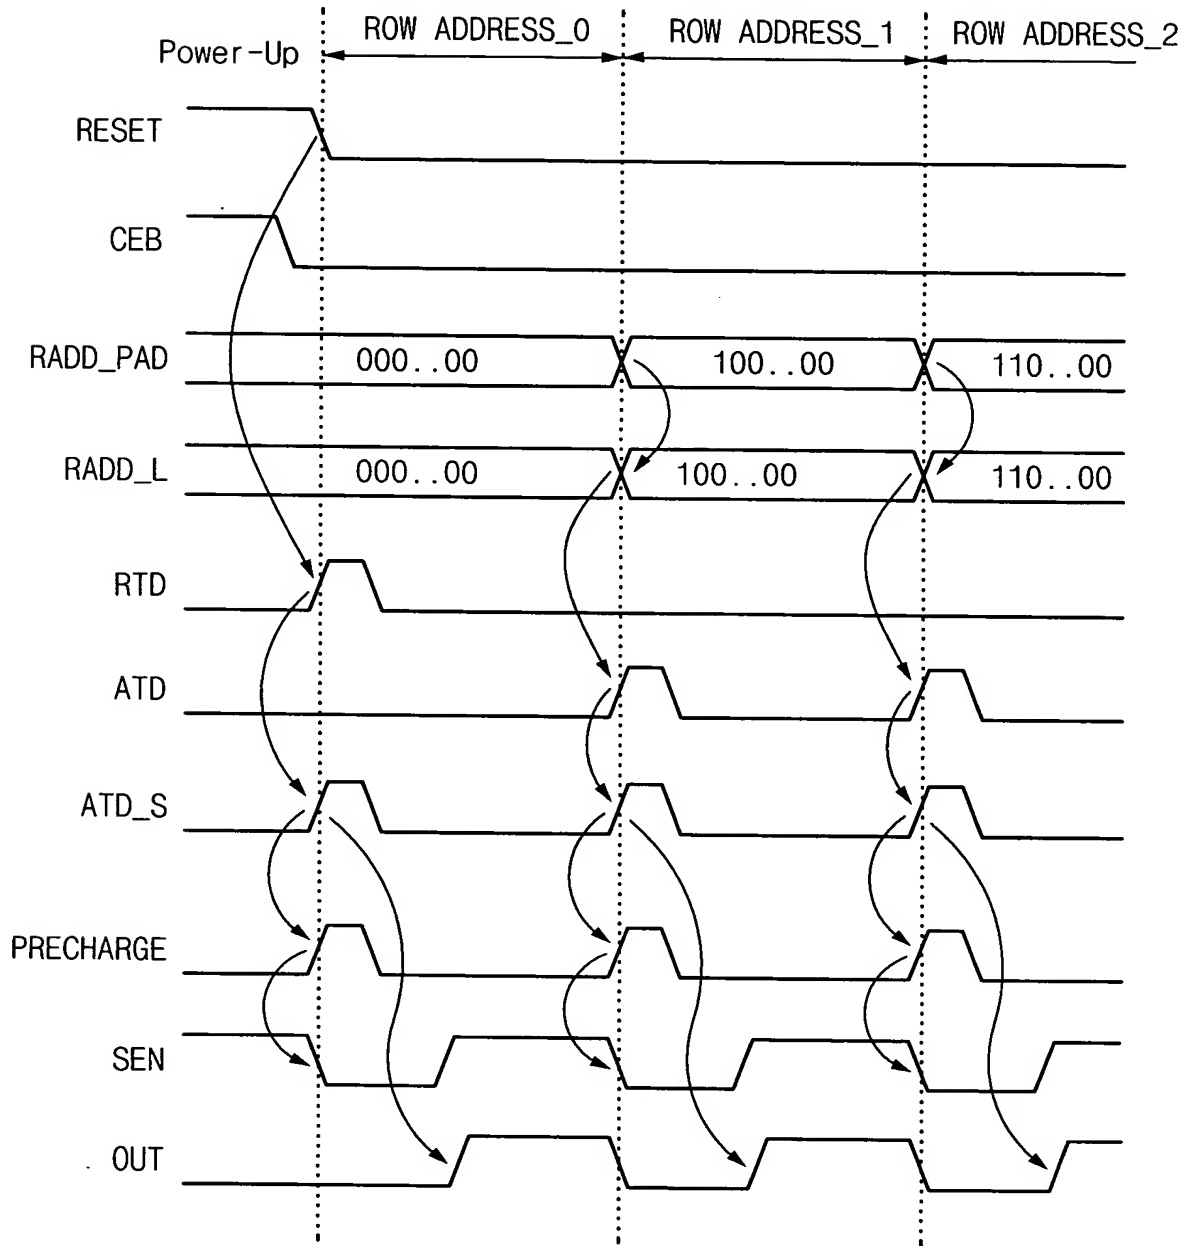 ROW ADDRESS_0 ROW ADDRESS_1 ROW ADDRESS_2
Power-Up
RESET
CEB
RADD_PAD 000..00 100..00 110..00
RADD_L 000..00 100..00 110..00
RTD
ATD
ATD_S
PRECHARGE
SEN
OUT